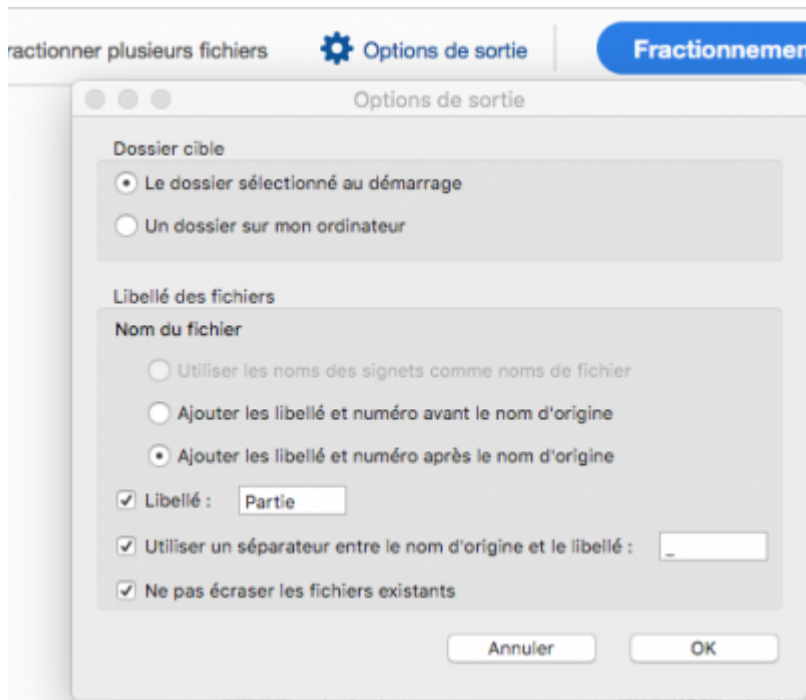 ractionner plusieurs fichiers Options de sortie Fractionnemen
Options de sortie
Dossier cible
Le dossier sélectionné au démarrage
Un dossier sur mon ordinateur
Libellé des fichiers
Nom du fichier
Utiliser les noms des signets comme noms de fichier
Ajouter les libellé et numéro avant le nom d'origine
Ajouter les libellé et numéro après le nom d'origine
Libellé : Partie
Utiliser un séparateur entre le nom d'origine et le libellé : _
Ne pas écraser les fichiers existants
Annuler OK